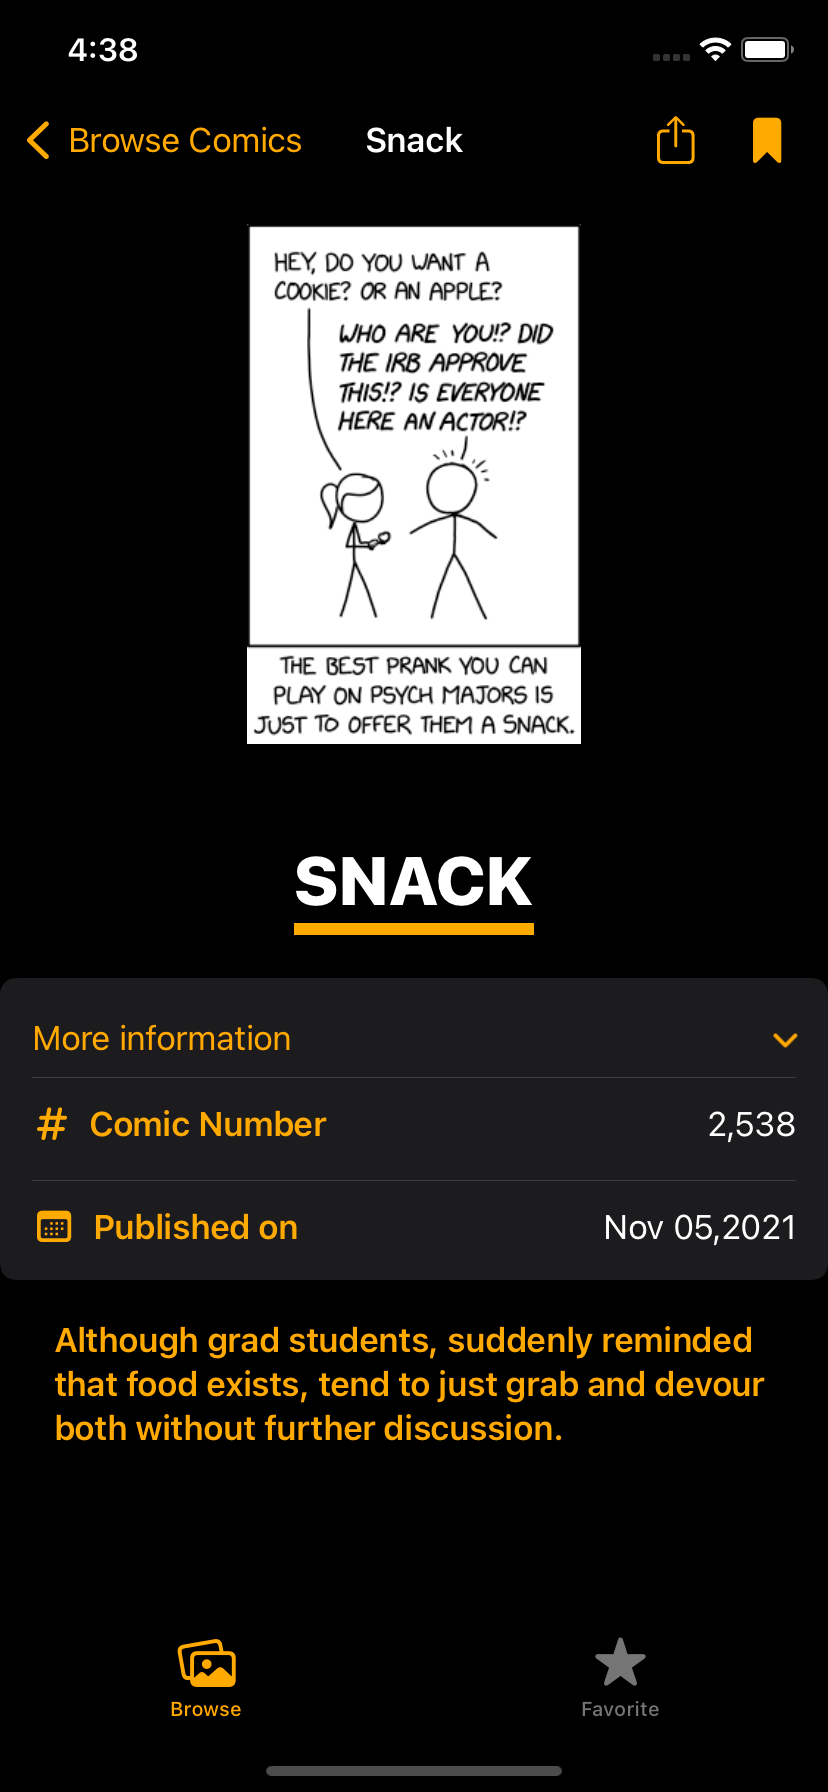 4:38
Browse Comics
Snack
HEY, DO YOU WANT A
COOKIE? OR AN APPLE?
WHO ARE YOU!? DID
THE IRB APPROVE
THIS!? IS EVERYONE
HERE AN ACTOR!?
THE BEST PRANK YOU CAN
PLAY ON PSYCH MAJORS IS
JUST TO OFFER THEM A SNACK.
SNACK
More information
# Comic Number 2,538
Published on Nov 05,2021
Although grad students, suddenly reminded
that food exists, tend to just grab and devour
both without further discussion.
Browse
Favorite